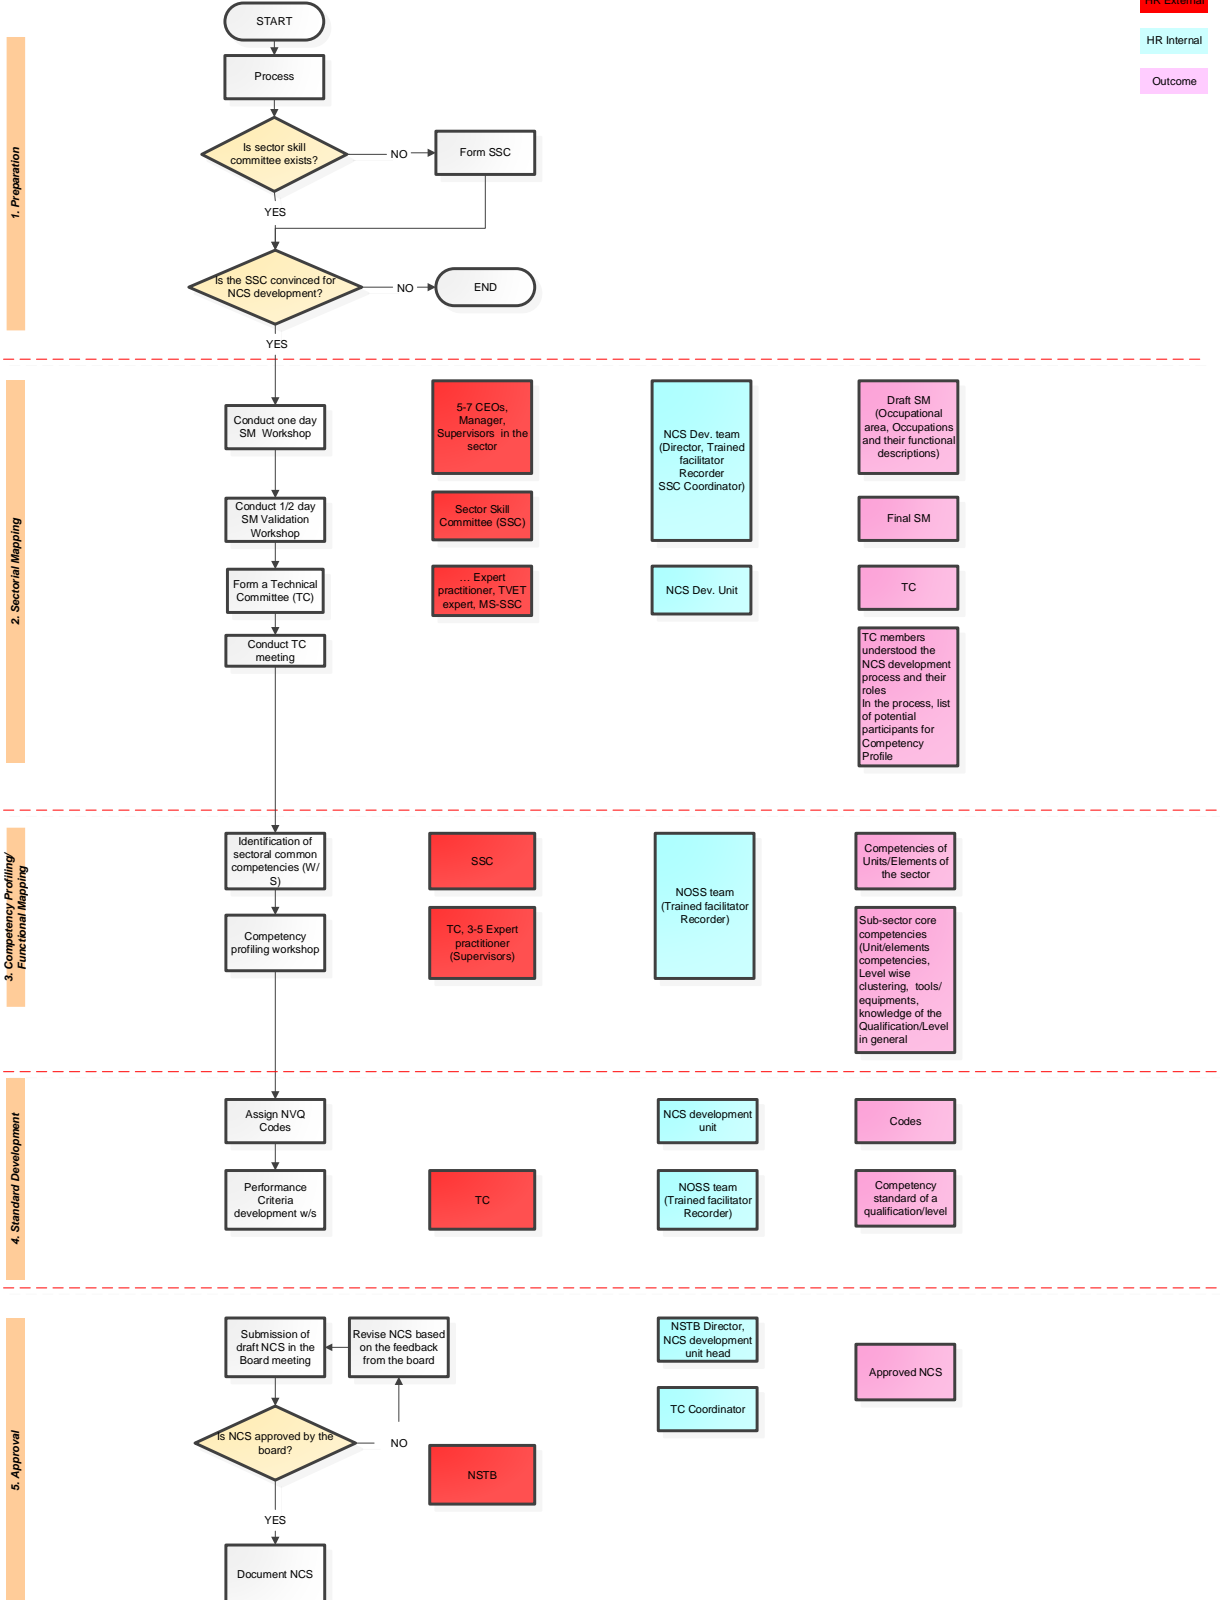 HR External
HR Internal
Outcome
START
Process
1. Preparation
Is sector skill
committee exists?
NO
Form SSC
YES
Is the SSC convinced for
NCS development?
NO
END
YES
2. Sectorial Mapping
Conduct one day
SM Workshop
5-7 CEOs,
Manager,
Supervisors in the
sector
NCS Dev. team
(Director, Trained
facilitator
Recorder
SSC Coordinator)
Draft SM
(Occupational
area, Occupations
and their functional
descriptions)
Conduct 1/2 day
SM Validation
Workshop
Sector Skill
Committee (SSC)
Final SM
Form a Technical
Committee (TC)
... Expert
practitioner, TVET
expert, MS-SSC
NCS Dev. Unit
TC
Conduct TC
meeting
TC members
understood the
NCS development
process and their
roles
In the process, list
of potential
participants for
Competency
Profile
3. Competency Profiling/
Functional Mapping
Identification of
sectoral common
competencies (W/
S)
SSC
NOSS team
(Trained facilitator
Recorder)
Competencies of
Units/Elements of
the sector
Competency
profiling workshop
TC, 3-5 Expert
practitioner
(Supervisors)
Sub-sector core
competencies
(Unit/elements
competencies,
Level wise
clustering, tools/
equipments,
knowledge of the
Qualification/Level
in general
4. Standard Development
Assign NVQ
Codes
NCS development
unit
Codes
Performance
Criteria
development w/s
TC
NOSS team
(Trained facilitator
Recorder)
Competency
standard of a
qualification/level
5. Approval
Submission of
draft NCS in the
Board meeting
Revise NCS based
on the feedback
from the board
NSTB Director,
NCS development
unit head
Approved NCS
TC Coordinator
Is NCS approved by the
board?
NO
NSTB
YES
Document NCS